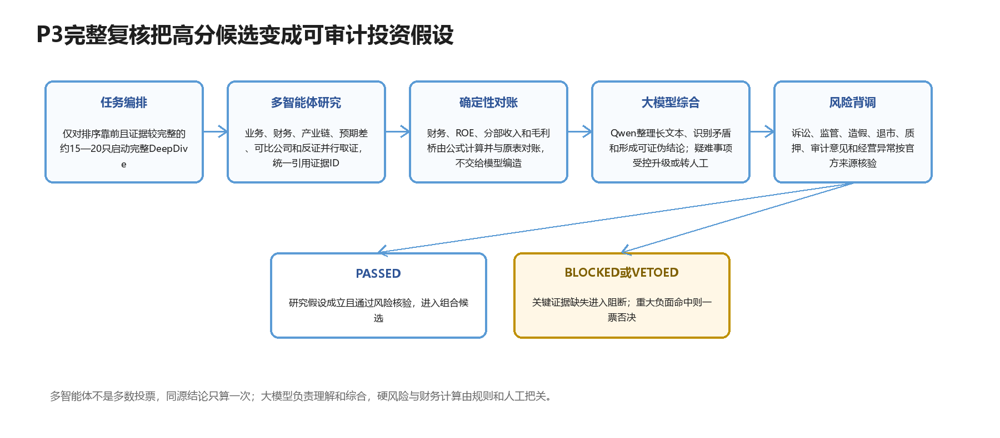 P3完整复核把高分候选变成可审计投资假设
任务编排
仅对排序靠前且证据较完整的
约15—20只启动完整DeepDiv
e
多智能体研究
业务、财务、产业链、预期差
、可比公司和反证并行取证，
统一引用证据ID
确定性对账
财务、ROE、分部收入和毛利
桥由公式计算并与原表对账，
不交给模型编造
大模型综合
Qwen整理长文本、识别矛盾
和形成可证伪结论；疑难事项
受控升级或转人工
风险背调
诉讼、监管、造假、退市、质
押、审计意见和经营异常按官
方来源核验
PASSED
研究假设成立且通过风险核验，进入组合候
选
BLOCKED或VETOED
关键证据缺失进入阻断；重大负面命中则一
票否决
多智能体不是多数投票，同源结论只算一次；大模型负责理解和综合，硬风险与财务计算由规则和人工把关。